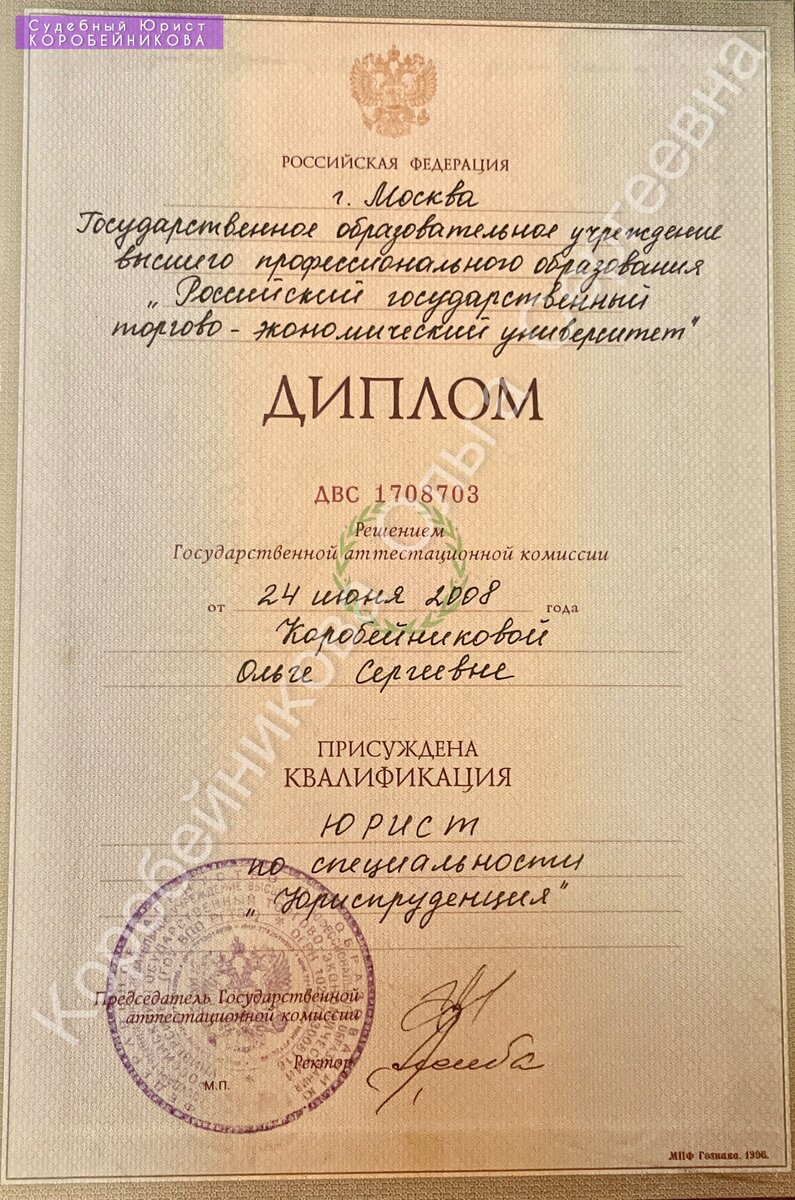 Судебный Юрист
КОРОБЕЙНИКОВА
РОССИЙСКАЯ ФЕДЕРАЦИЯ
г. Москва
Государственное образовательное учреждение
высшего профессионального образования
„Российский государственный
торгово-экономический университет"
ДИПЛОМ
ДВС 1708703
Решением
Государственной аттестационной комиссии
от 24 июня 2008 года
Коробейниковой
Ольге Сергеевне
ПРИСУЖДЕНА
КВАЛИФИКАЦИЯ
ЮРИСТ
по специальности
„Юриспруденция"
Председатель Государственной
аттестационной комиссии
Ректор
М.П.
МПФ Гознака. 1996.
Коробейникова Ольга Сергеевна